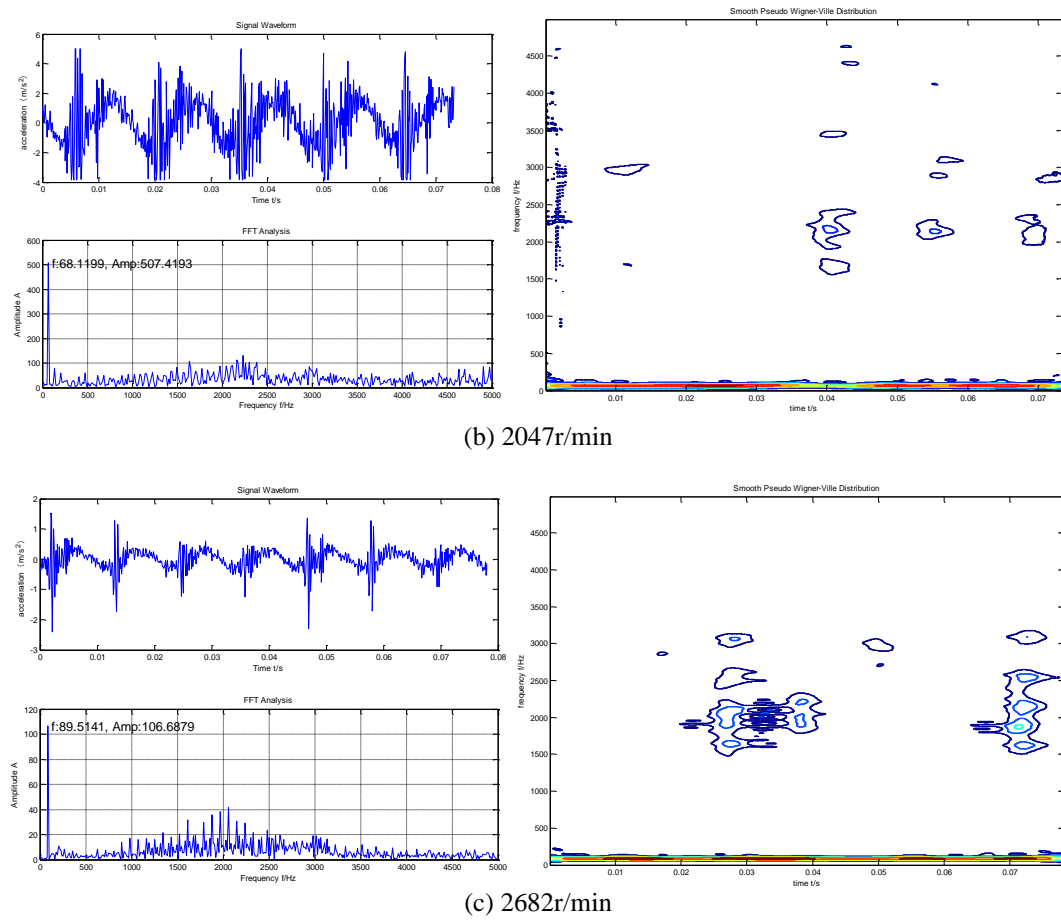 Signal Waveform
6
4
2
0
-2
-4
0 0.01 0.02 0.03 0.04 0.05 0.06 0.07 0.08
acceleration (m/s²)
Time t/s
FFT Analysis
f:68.1199, Amp:507.4193
600
500
400
300
200
100
0
0 500 1000 1500 2000 2500 3000 3500 4000 4500 5000
Amplitude A
Frequency f/Hz
Smooth Pseudo Wigner-Ville Distribution
4500
4000
3500
3000
2500
2000
1500
1000
500
0
0.01 0.02 0.03 0.04 0.05 0.06 0.07
frequency f/Hz
time t/s
(b) 2047r/min
Signal Waveform
2
1
0
-1
-2
-3
0 0.01 0.02 0.03 0.04 0.05 0.06 0.07 0.08
acceleration (m/s²)
Time t/s
FFT Analysis
f:89.5141, Amp:106.6879
120
100
80
60
40
20
0
0 500 1000 1500 2000 2500 3000 3500 4000 4500 5000
Amplitude A
Frequency f/Hz
Smooth Pseudo Wigner-Ville Distribution
4500
4000
3500
3000
2500
2000
1500
1000
500
0
0.01 0.02 0.03 0.04 0.05 0.06 0.07
frequency f/Hz
time t/s
(c) 2682r/min